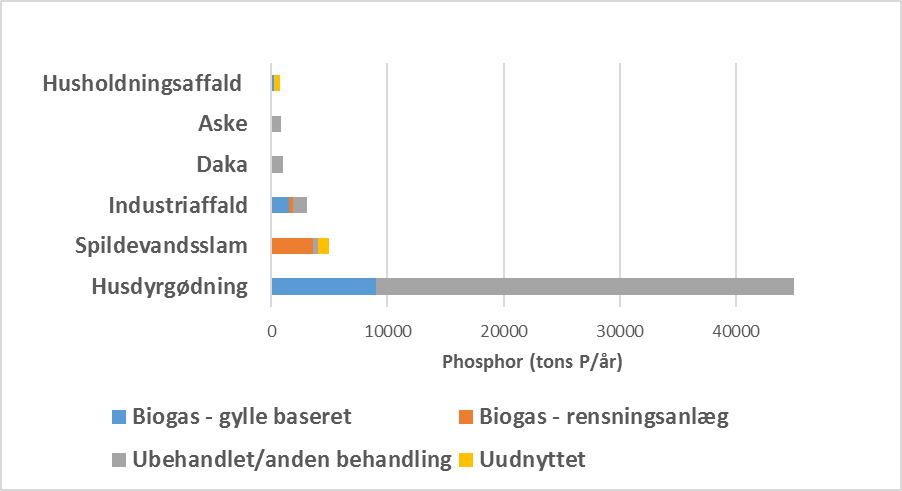 Husholdningsaffald
Aske
Daka
Industriaffald
Spildevandsslam
Husdyrgødning
0 10000 20000 30000 40000
Phosphor (tons P/år)
Biogas - gylle baseret Biogas - rensningsanlæg
Ubehandlet/anden behandling Uudnyttet